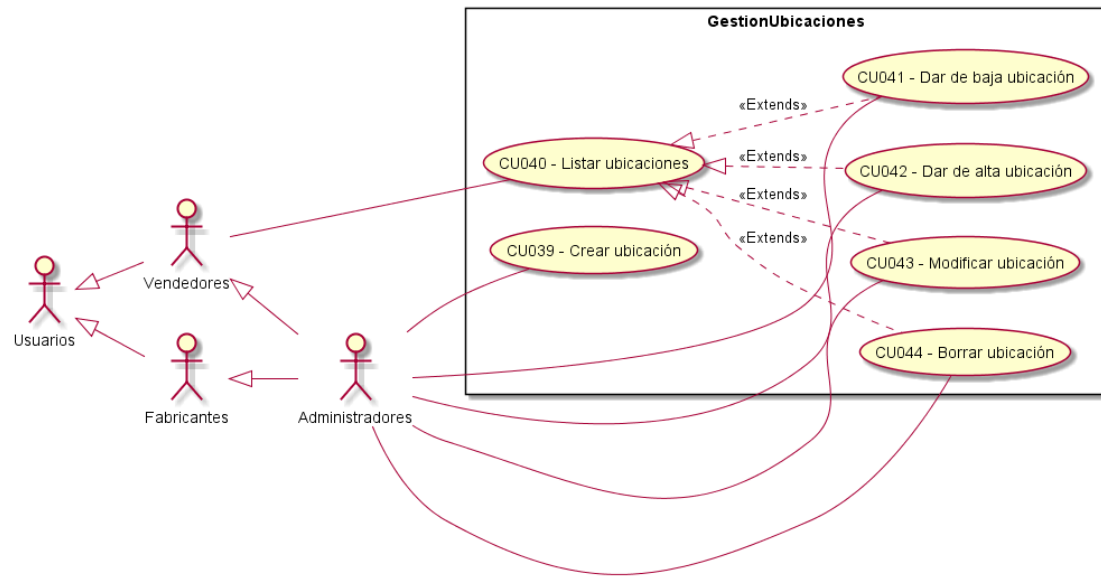 GestionUbicaciones
CU041 - Dar de baja ubicación
«Extends»
CU040 - Listar ubicaciones
«Extends»
CU042 - Dar de alta ubicación
«Extends»
CU039 - Crear ubicación
«Extends»
CU043 - Modificar ubicación
Vendedores
Usuarios
CU044 - Borrar ubicación
Fabricantes
Administradores